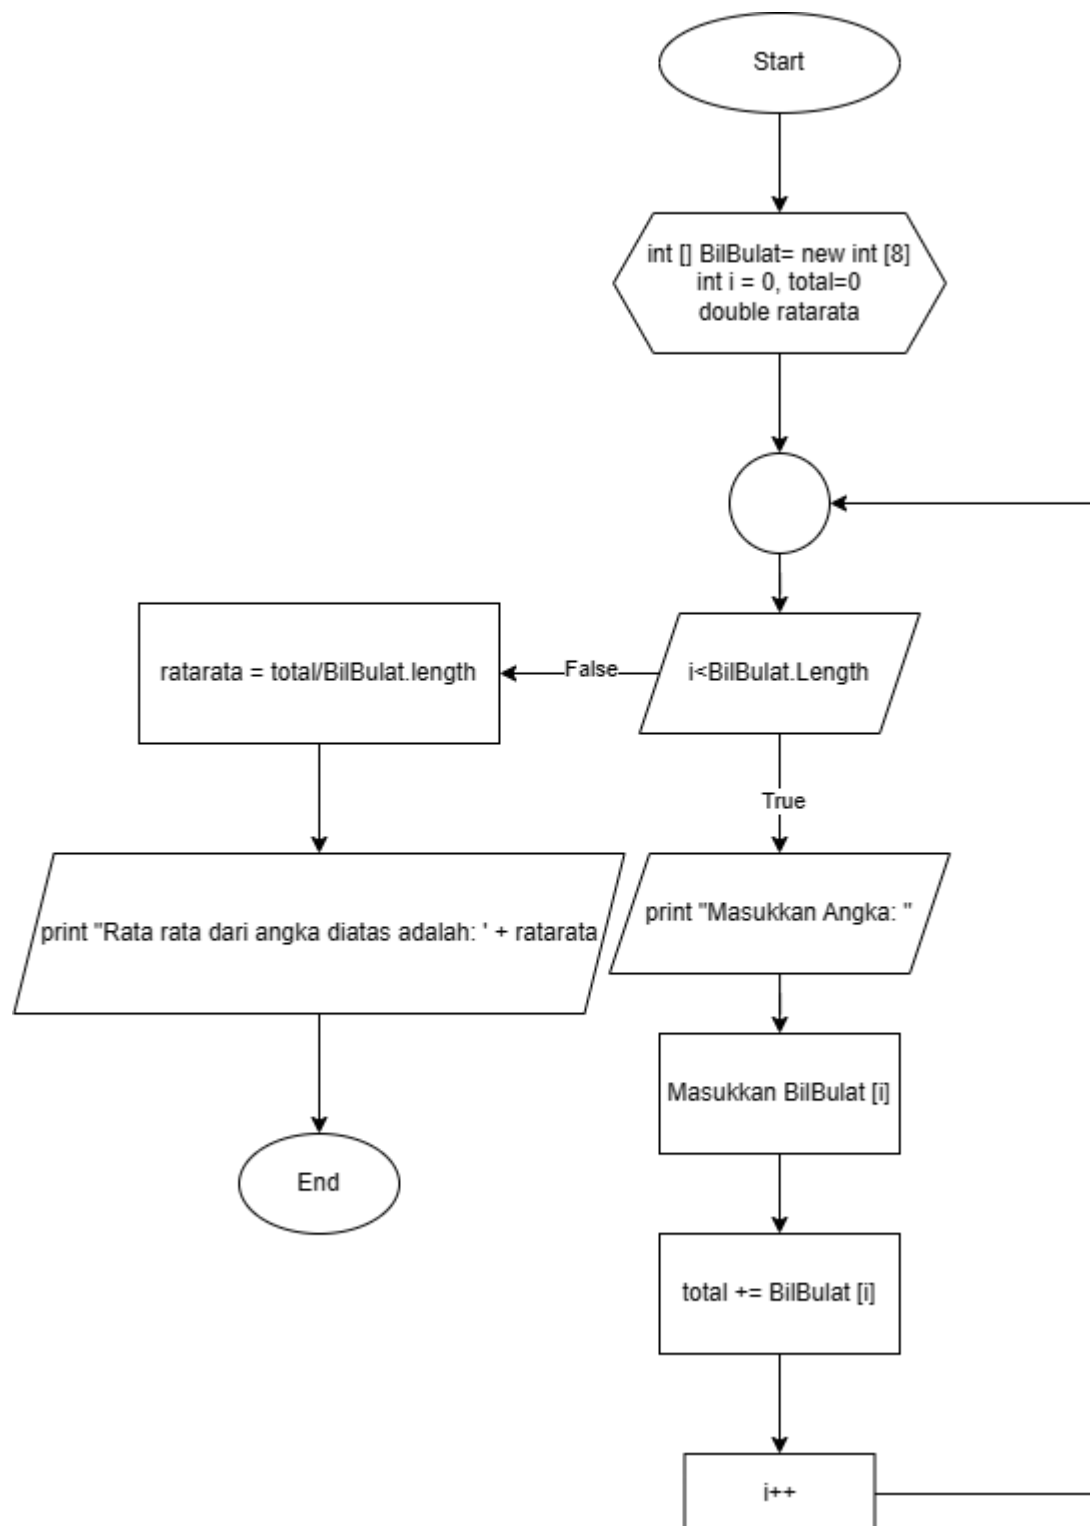 Start
int [] BilBulat= new int [8]
int i = 0, total=0
double ratarata
i<BilBulat.Length
False
ratarata = total/BilBulat.length
True
print "Rata rata dari angka diatas adalah: ' + ratarata
print "Masukkan Angka: "
Masukkan BilBulat [i]
End
total += BilBulat [i]
i++